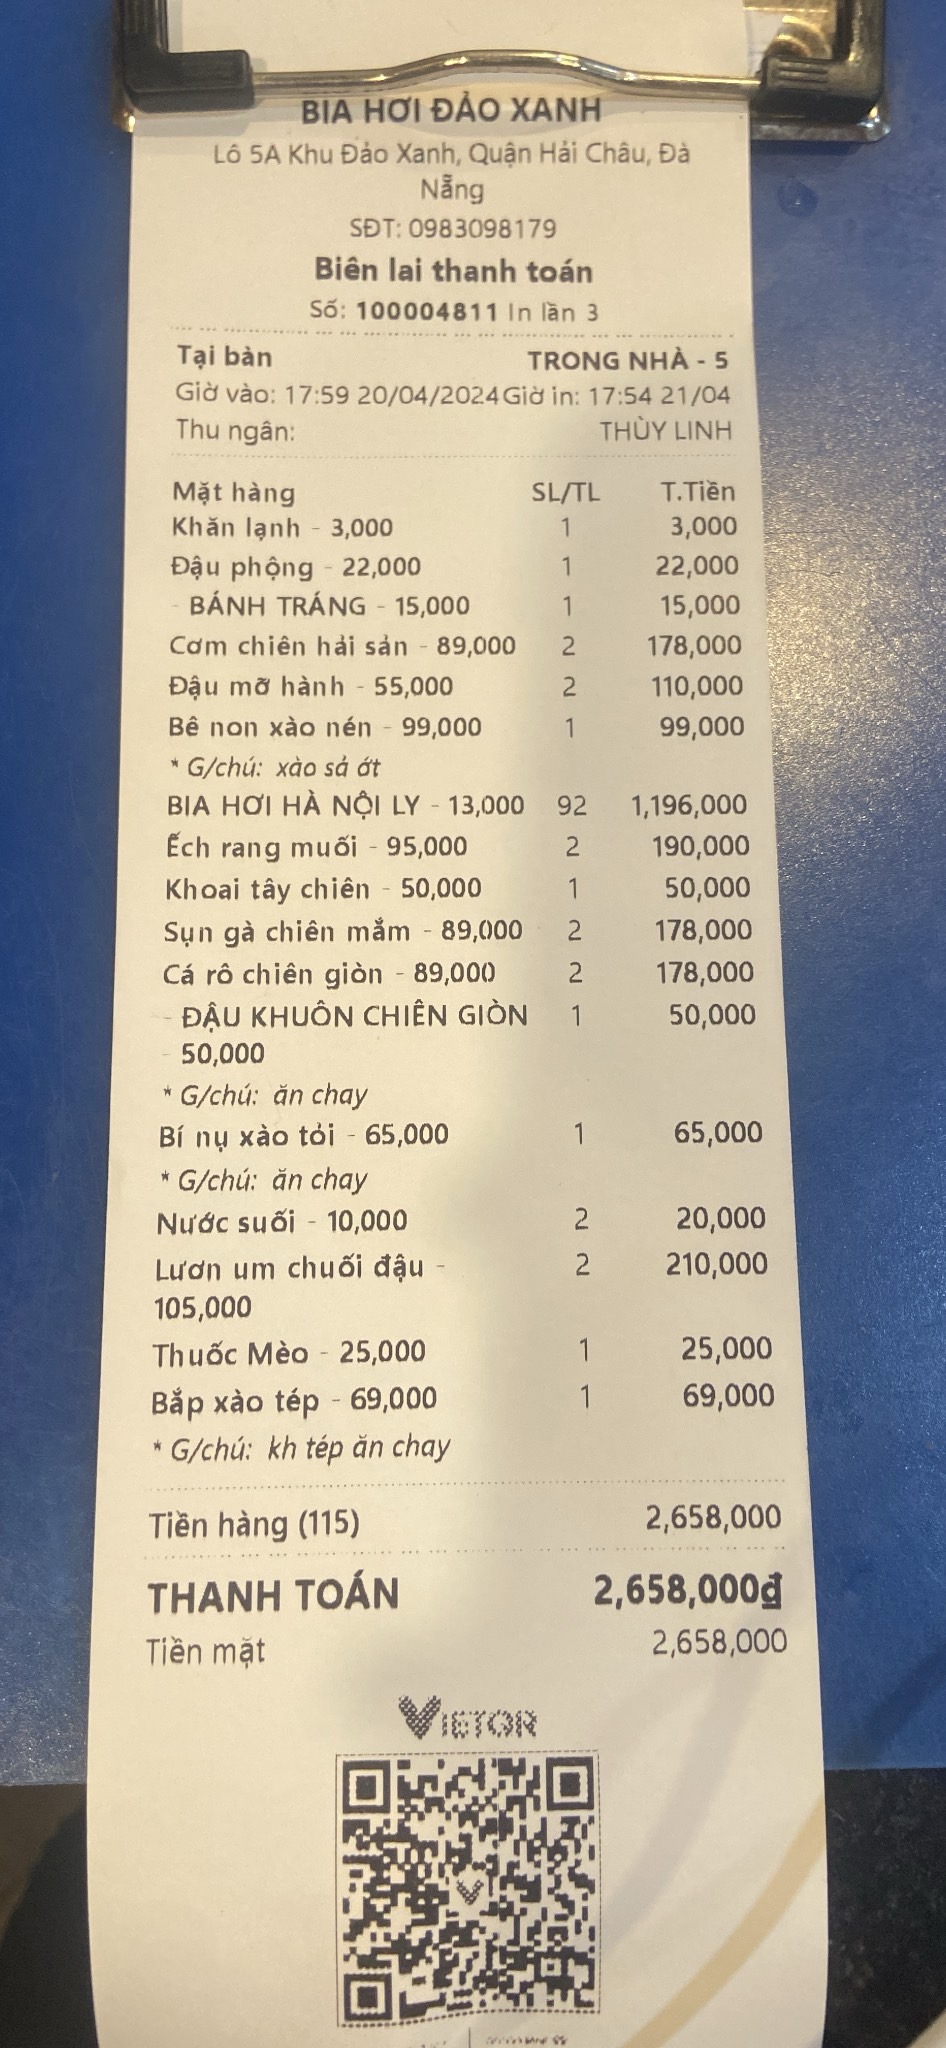 BIA HƠI ĐẢO XANH
Lô 5A Khu Đảo Xanh, Quận Hải Châu, Đà
Nẵng
SĐT: 0983098179
Biên lai thanh toán
Số: 100004811 In lần 3
Tại bàn TRONG NHÀ - 5
Giờ vào: 17:59 20/04/2024 Giờ in: 17:54 21/04
Thu ngân: THÙY LINH
Mặt hàng SL/TL T.Tiền
Khăn lạnh - 3,000 1 3,000
Đậu phộng - 22,000 1 22,000
- BÁNH TRÁNG - 15,000 1 15,000
Cơm chiên hải sản - 89,000 2 178,000
Đậu mỡ hành - 55,000 2 110,000
Bê non xào nén - 99,000 1 99,000
* G/chú: xào sả ớt
BIA HƠI HÀ NỘI LY - 13,000 92 1,196,000
Ếch rang muối - 95,000 2 190,000
Khoai tây chiên - 50,000 1 50,000
Sụn gà chiên mắm - 89,000 2 178,000
Cá rô chiên giòn - 89,000 2 178,000
- ĐẬU KHUÔN CHIÊN GIÒN 1 50,000
- 50,000
* G/chú: ăn chay
Bí nụ xào tỏi - 65,000 1 65,000
* G/chú: ăn chay
Nước suối - 10,000 2 20,000
Lươn um chuối đậu - 2 210,000
105,000
Thuốc Mèo - 25,000 1 25,000
Bắp xào tép - 69,000 1 69,000
* G/chú: kh tép ăn chay
Tiền hàng (115) 2,658,000
THANH TOÁN 2,658,000đ
Tiền mặt 2,658,000
VIETQR